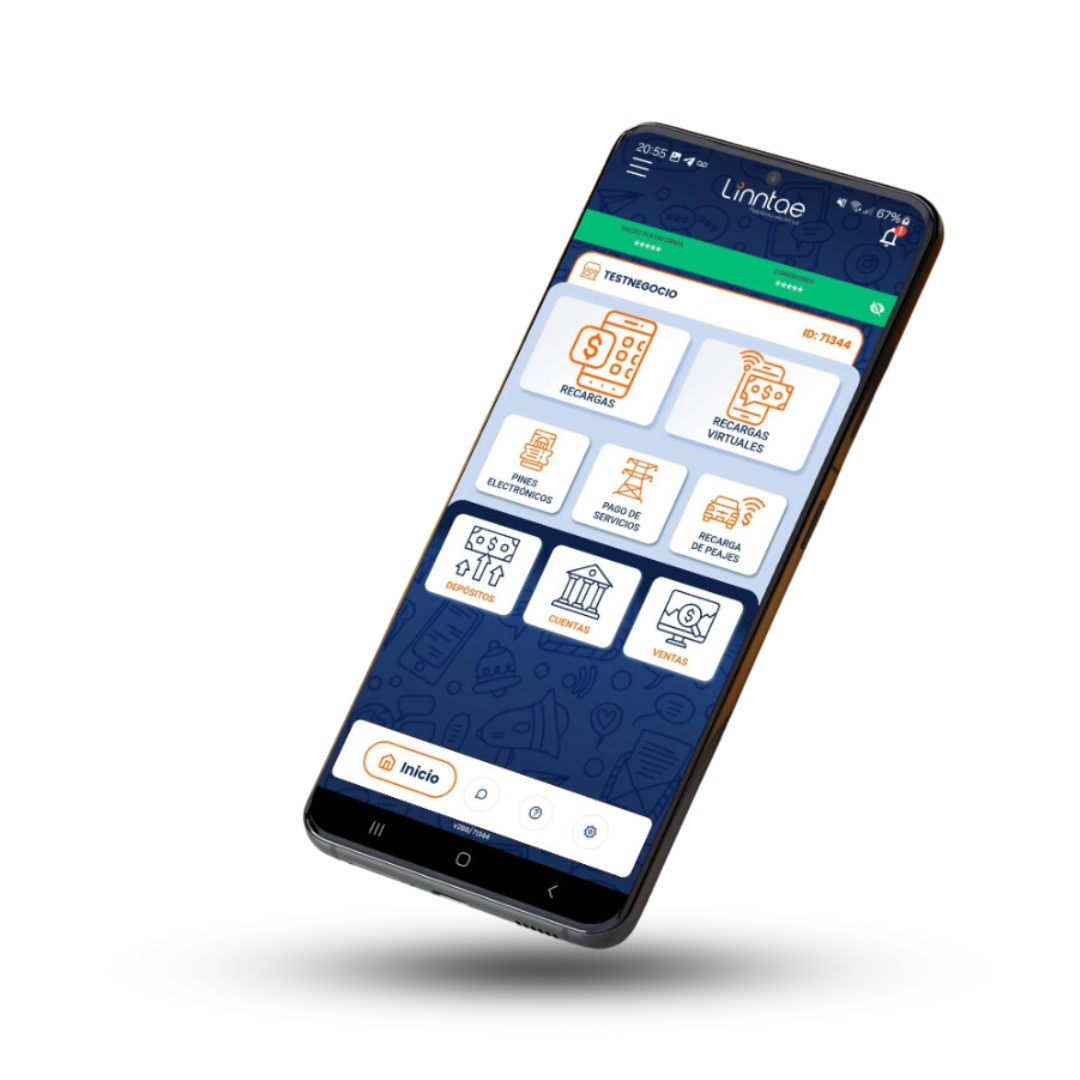 20:55
67%
Linntae
1
SALDO PLATAFORMA
*****
COMISIONES
*****
TESTNEGOCIO
ID: 71344
RECARGAS
RECARGAS
VIRTUALES
PINES
ELECTRÓNICOS
PAGO DE
SERVICIOS
RECARGA
DE PEAJES
DEPÓSITOS
CUENTAS
VENTAS
Inicio
V288/71344